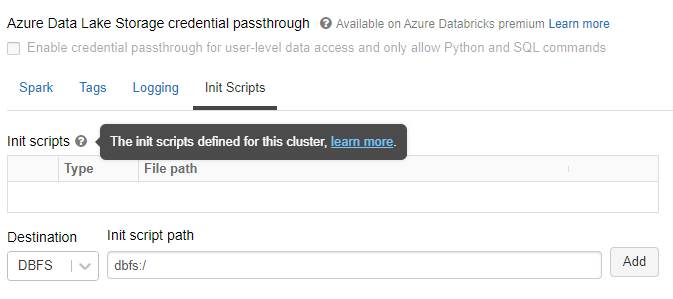 Azure Data Lake Storage credential passthrough ? Available on Azure Databricks premium Learn more
Enable credential passthrough for user-level data access and only allow Python and SQL commands
Spark Tags Logging Init Scripts
Init scripts ? The init scripts defined for this cluster, learn more.
Type File path
Destination Init script path
DBFS dbfs:/ Add